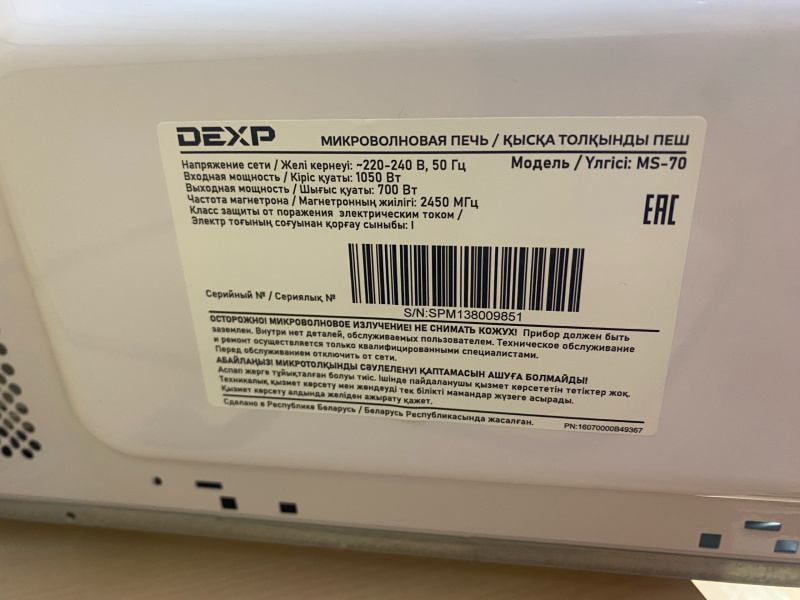 DEXP
МИКРОВОЛНОВАЯ ПЕЧЬ / ҚЫСҚА ТОЛҚЫНДЫ ПЕШ
Напряжение сети / Желі кернеуі: ~220-240 В, 50 Гц
Модель / Үлгісі: MS-70
Входная мощность / Кіріс қуаты: 1050 Вт
Выходная мощность / Шығыс қуаты: 700 Вт
Частота магнетрона / Магнетронның жиілігі: 2450 МГц
Класс защиты от поражения электрическим током /
Электр тоғының соғуынан қорғау сыныбы: I
EAC
Серийный № / Сериялық №
S/N:SPM138009851
ОСТОРОЖНО! МИКРОВОЛНОВОЕ ИЗЛУЧЕНИЕ! НЕ СНИМАТЬ КОЖУХ! Прибор должен быть
заземлен. Внутри нет деталей, обслуживаемых пользователем. Техническое обслуживание
и ремонт осуществляется только квалифицированными специалистами.
Перед обслуживанием отключить от сети.
АБАЙЛАҢЫЗ! МИКРОТОЛҚЫНДЫ СӘУЛЕЛЕНУ! ҚАПТАМАСЫН АШУҒА БОЛМАЙДЫ!
Аспап жерге тұйықталған болуы тиіс. Ішінде пайдаланушы қызмет көрсететін тетіктер жоқ.
Техникалық қызмет көрсету мен жөндеуді тек білікті мамандар жүзеге асырады.
Қызмет көрсету алдында желіден ажырату қажет.
Сделано в Республике Беларусь / Беларусь Республикасында жасалған.
PN:16070000B49367